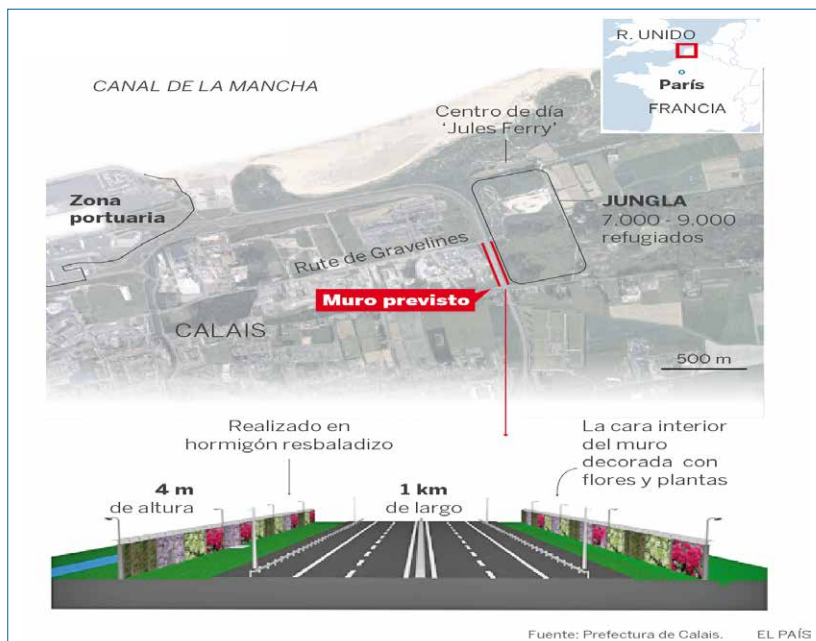 R. UNIDO
París
FRANCIA
CANAL DE LA MANCHA
Centro de día
‘Jules Ferry’
Zona
portuaria
JUNGLA
7.000 - 9.000
refugiados
Rute de Gravelines
Muro previsto
CALAIS
500 m
Realizado en
hormigón resbaladizo
La cara interior
del muro
decorada con
flores y plantas
4 m
de altura
1 km
de largo
Fuente: Prefectura de Calais. EL PAÍS